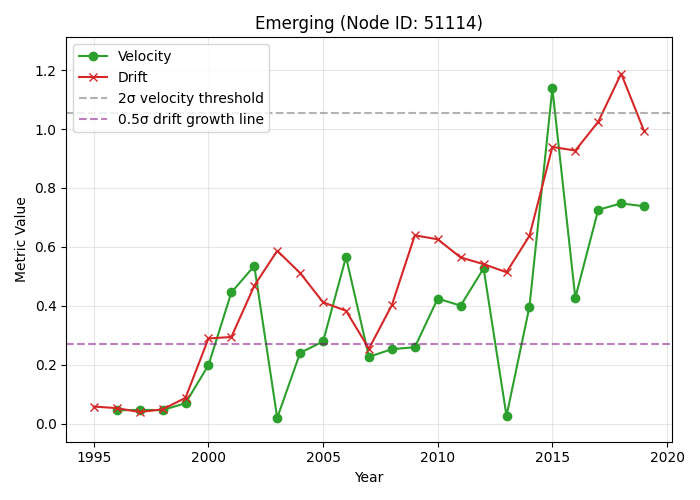 Emerging (Node ID: 51114)
Velocity
Drift
2σ velocity threshold
0.5σ drift growth line
Metric Value
1.2
1.0
0.8
0.6
0.4
0.2
0.0
1995 2000 2005 2010 2015 2020
Year